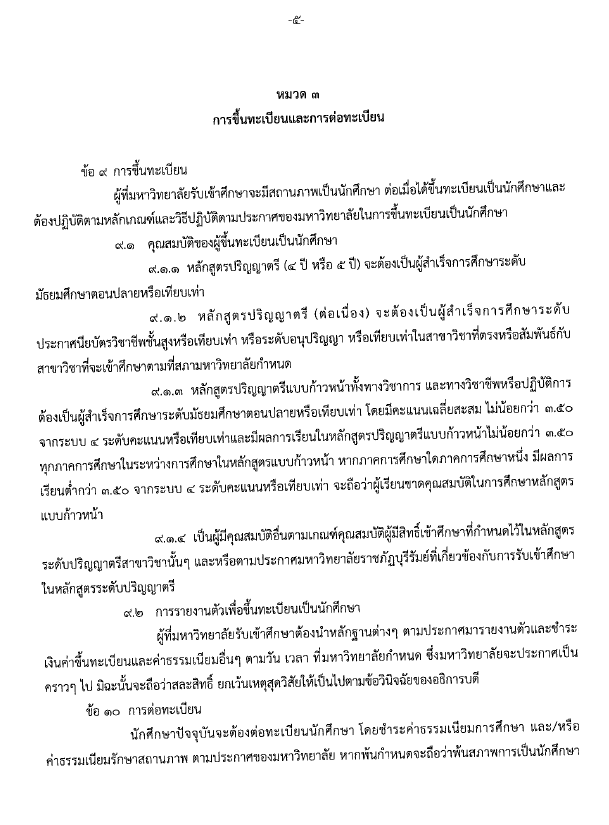 -๕-
หมวด ๓
การขึ้นทะเบียนและการต่อทะเบียน
ข้อ ๙ การขึ้นทะเบียน
ผู้ที่มหาวิทยาลัยรับเข้าศึกษาจะมีสถานภาพเป็นนักศึกษา ต่อเมื่อได้ขึ้นทะเบียนเป็นนักศึกษาและ
ต้องปฏิบัติตามหลักเกณฑ์และวิธีปฏิบัติตามประกาศของมหาวิทยาลัยในการขึ้นทะเบียนเป็นนักศึกษา
๙.๑ คุณสมบัติของผู้ขึ้นทะเบียนเป็นนักศึกษา
๙.๑.๑ หลักสูตรปริญญาตรี (๔ ปี หรือ ๕ ปี) จะต้องเป็นผู้สำเร็จการศึกษาระดับ
มัธยมศึกษาตอนปลายหรือเทียบเท่า
๙.๑.๒ หลักสูตรปริญญาตรี (ต่อเนื่อง) จะต้องเป็นผู้สำเร็จการศึกษาระดับ
ประกาศนียบัตรวิชาชีพชั้นสูงหรือเทียบเท่า หรือระดับอนุปริญญา หรือเทียบเท่าในสาขาวิชาที่ตรงหรือสัมพันธ์กับ
สาขาวิชาที่จะเข้าศึกษาตามที่สภามหาวิทยาลัยกำหนด
๙.๑.๓ หลักสูตรปริญญาตรีแบบก้าวหน้าทั้งทางวิชาการ และทางวิชาชีพหรือปฏิบัติการ
ต้องเป็นผู้สำเร็จการศึกษาระดับมัธยมศึกษาตอนปลายหรือเทียบเท่า โดยมีคะแนนเฉลี่ยสะสม ไม่น้อยกว่า ๓.๕๐
จากระบบ ๔ ระดับคะแนนหรือเทียบเท่าและมีผลการเรียนในหลักสูตรปริญญาตรีแบบก้าวหน้าไม่น้อยกว่า ๓.๕๐
ทุกภาคการศึกษาในระหว่างการศึกษาในหลักสูตรแบบก้าวหน้า หากภาคการศึกษาใดภาคการศึกษาหนึ่ง มีผลการ
เรียนต่ำกว่า ๓.๕๐ จากระบบ ๔ ระดับคะแนนหรือเทียบเท่า จะถือว่าผู้เรียนขาดคุณสมบัติในการศึกษาหลักสูตร
แบบก้าวหน้า
๙.๑.๔ เป็นผู้มีคุณสมบัติอื่นตามเกณฑ์คุณสมบัติผู้มีสิทธิ์เข้าศึกษาที่กำหนดไว้ในหลักสูตร
ระดับปริญญาตรีสาขาวิชานั้นๆ และหรือตามประกาศมหาวิทยาลัยราชภัฏบุรีรัมย์ที่เกี่ยวข้องกับการรับเข้าศึกษา
ในหลักสูตรระดับปริญญาตรี
๙.๒ การรายงานตัวเพื่อขึ้นทะเบียนเป็นนักศึกษา
ผู้ที่มหาวิทยาลัยรับเข้าศึกษาต้องนำหลักฐานต่างๆ ตามประกาศมารายงานตัวและชำระ
เงินค่าขึ้นทะเบียนและค่าธรรมเนียมอื่นๆ ตามวัน เวลา ที่มหาวิทยาลัยกำหนด ซึ่งมหาวิทยาลัยจะประกาศเป็น
คราวๆ ไป มิฉะนั้นจะถือว่าสละสิทธิ์ ยกเว้นเหตุสุดวิสัยให้เป็นไปตามข้อวินิจฉัยของอธิการบดี
ข้อ ๑๐ การต่อทะเบียน
นักศึกษาปัจจุบันจะต้องต่อทะเบียนนักศึกษา โดยชำระค่าธรรมเนียมการศึกษา และ/หรือ
ค่าธรรมเนียมรักษาสถานภาพ ตามประกาศของมหาวิทยาลัย หากพ้นกำหนดจะถือว่าพ้นสภาพการเป็นนักศึกษา